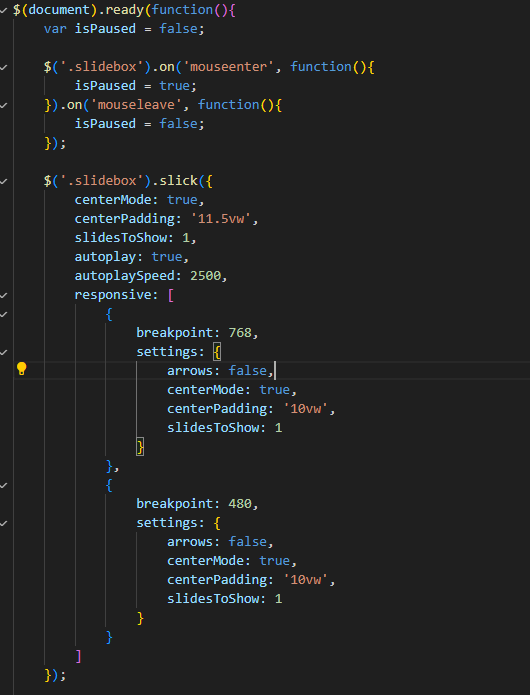 $(document).ready(function(){
    var isPaused = false;

    $('.slidebox').on('mouseenter', function(){
        isPaused = true;
    }).on('mouseleave', function(){
        isPaused = false;
    });

    $('.slidebox').slick({
        centerMode: true,
        centerPadding: '11.5vw',
        slidesToShow: 1,
        autoplay: true,
        autoplaySpeed: 2500,
        responsive: [
            {
                breakpoint: 768,
                settings: {
                    arrows: false,
                    centerMode: true,
                    centerPadding: '10vw',
                    slidesToShow: 1
                }
            },
            {
                breakpoint: 480,
                settings: {
                    arrows: false,
                    centerMode: true,
                    centerPadding: '10vw',
                    slidesToShow: 1
                }
            }
        ]
    });